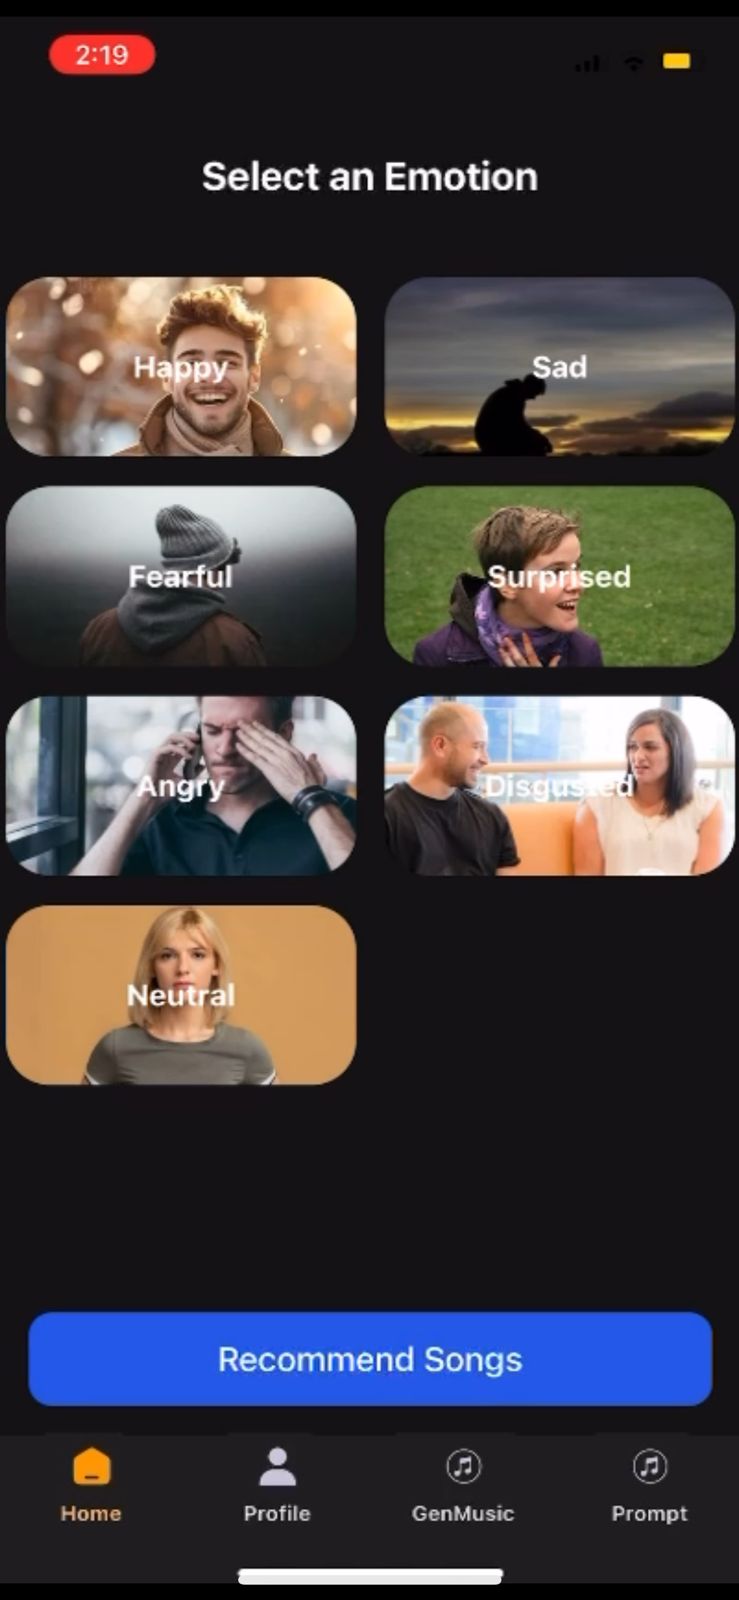 2:19
Select an Emotion
Happy
Sad
Fearful
Surprised
Angry
Disgusted
Neutral
Recommend Songs
Home
Profile
GenMusic
Prompt